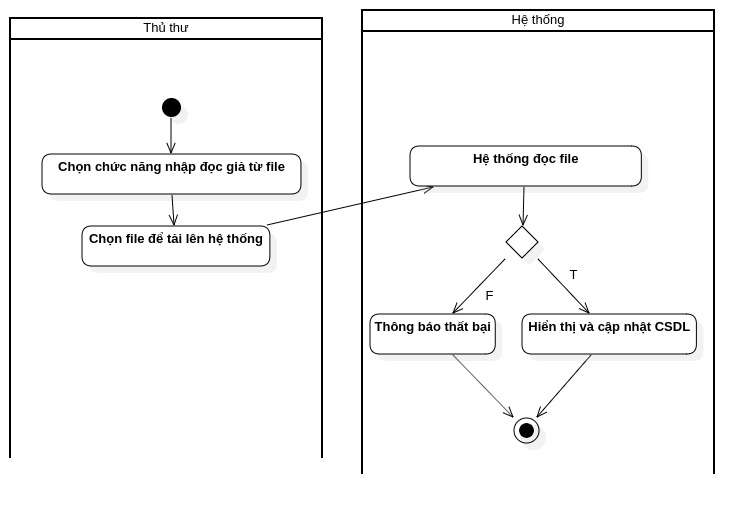 Thủ thư
Hệ thống
Chọn chức năng nhập đọc giả từ file
Chọn file để tải lên hệ thống
Hệ thống đọc file
F
T
Thông báo thất bại
Hiển thị và cập nhật CSDL